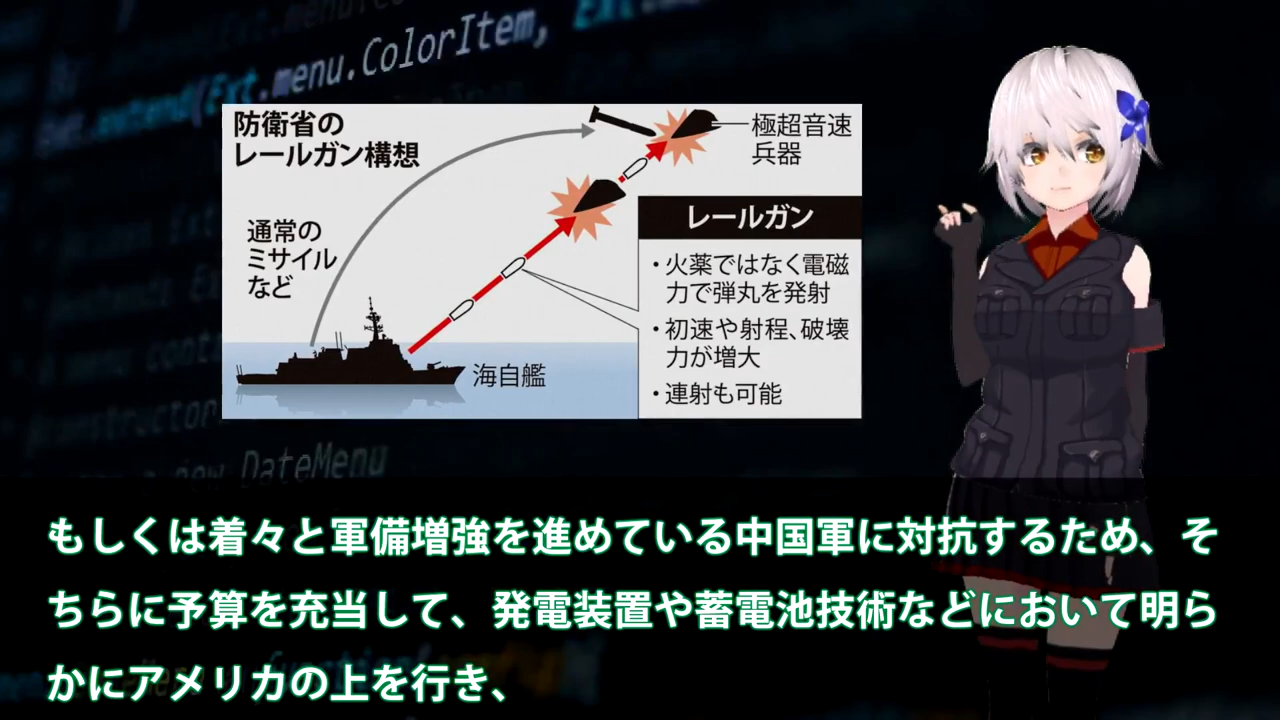 menu.ColorItem,
防衛省の
レールガン構想
極超音速
兵器
通常の
ミサイル
など
レールガン
・火薬ではなく電磁
力で弾丸を発射
・初速や射程、破壊
力が増大
・連射も可能
海自艦
new DateMenu
もしくは着々と軍備増強を進めている中国軍に対抗するため、そ
ちらに予算を充当して、発電装置や蓄電池技術などにおいて明ら
かにアメリカの上を行き、